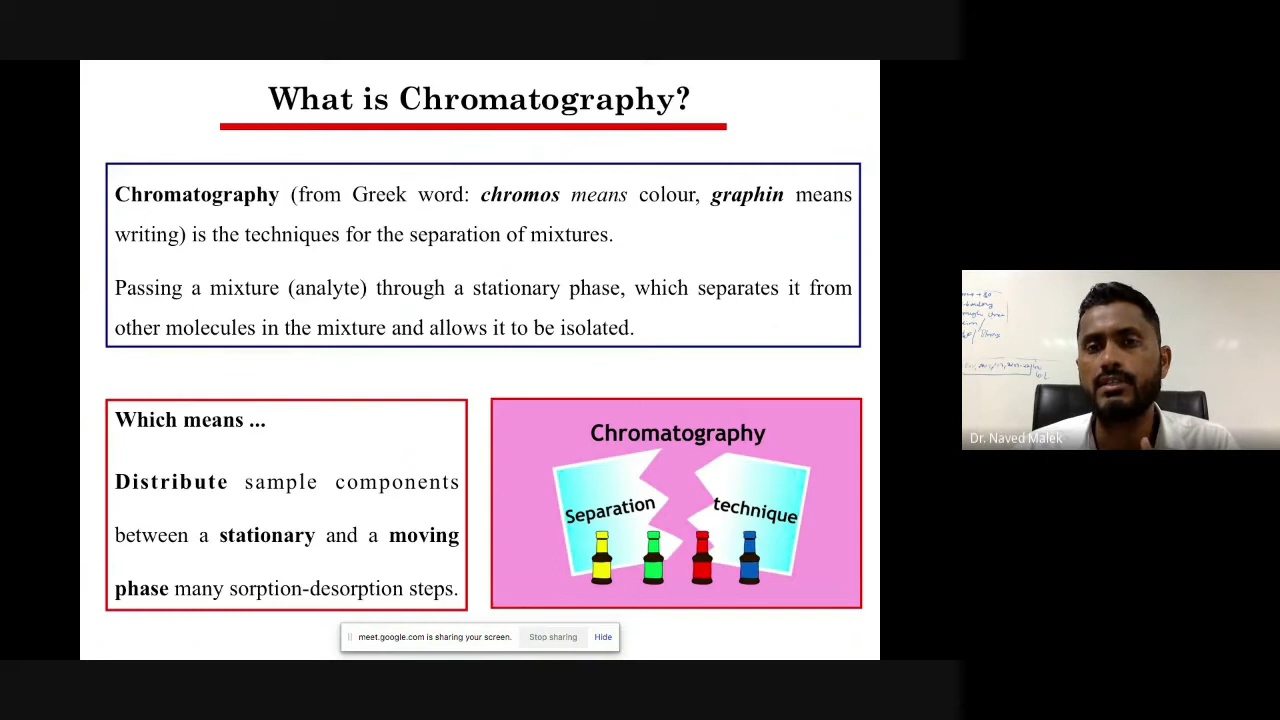 What is Chromatography?
Chromatography (from Greek word: chromos means colour, graphin means
writing) is the techniques for the separation of mixtures.
Passing a mixture (analyte) through a stationary phase, which separates it from
other molecules in the mixture and allows it to be isolated.
Which means ...
Distribute sample components
between a stationary and a moving
phase many sorption-desorption steps.
Chromatography
Separation technique
meet.google.com is sharing your screen. Stop sharing Hide
Dr. Naved Malek